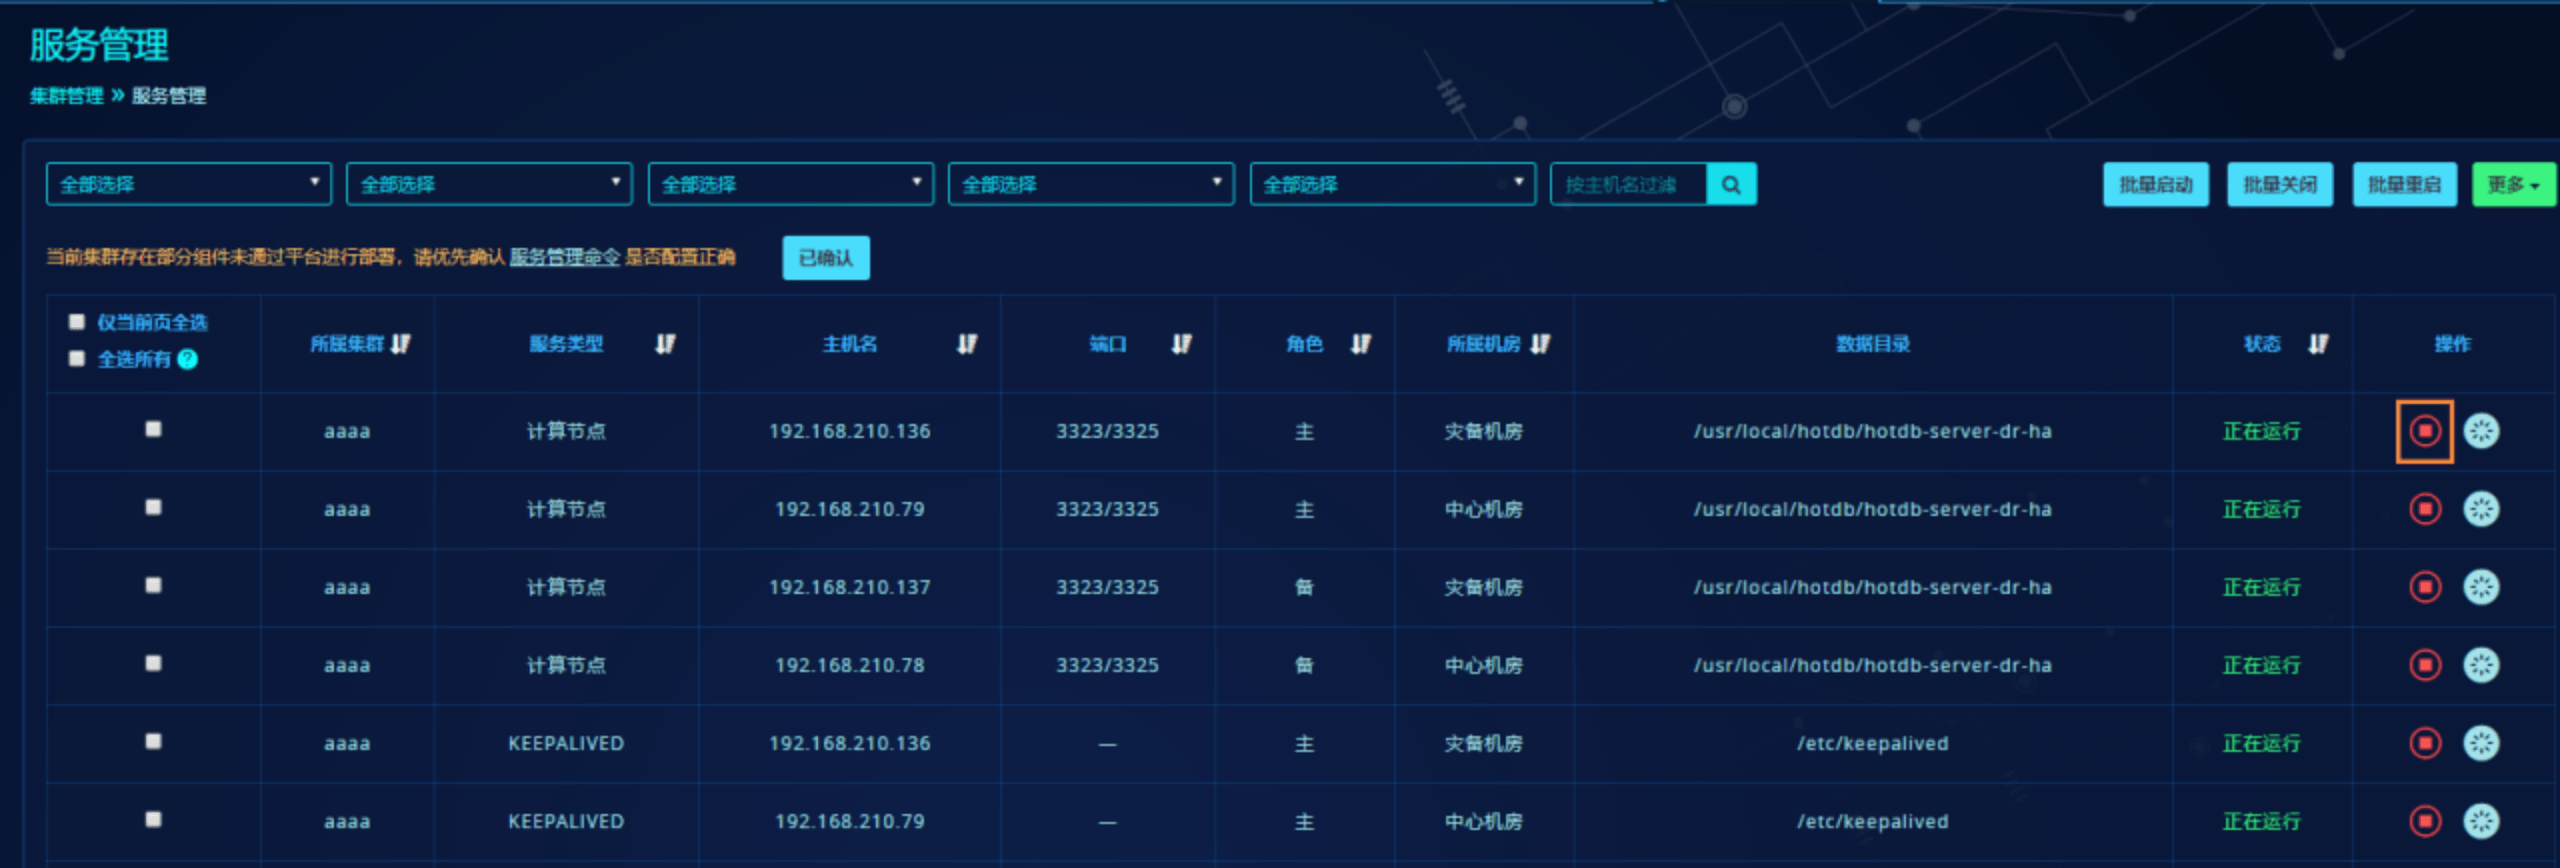 服务管理
集群管理 » 服务管理
全部选择 全部选择 全部选择 全部选择 全部选择 按主机名过滤 批量启动 批量关闭 批量重启 更多
当前集群存在部分组件未通过平台进行部署，请优先确认 服务管理命令 是否配置正确 已确认
仅当前页全选
全选所有 ?
所属集群 服务类型 主机名 端口 角色 所属机房 数据目录 状态 操作
aaaa 计算节点 192.168.210.136 3323/3325 主 灾备机房 /usr/local/hotdb/hotdb-server-dr-ha 正在运行
aaaa 计算节点 192.168.210.79 3323/3325 主 中心机房 /usr/local/hotdb/hotdb-server-dr-ha 正在运行
aaaa 计算节点 192.168.210.137 3323/3325 备 灾备机房 /usr/local/hotdb/hotdb-server-dr-ha 正在运行
aaaa 计算节点 192.168.210.78 3323/3325 备 中心机房 /usr/local/hotdb/hotdb-server-dr-ha 正在运行
aaaa KEEPALIVED 192.168.210.136 — 主 灾备机房 /etc/keepalived 正在运行
aaaa KEEPALIVED 192.168.210.79 — 主 中心机房 /etc/keepalived 正在运行